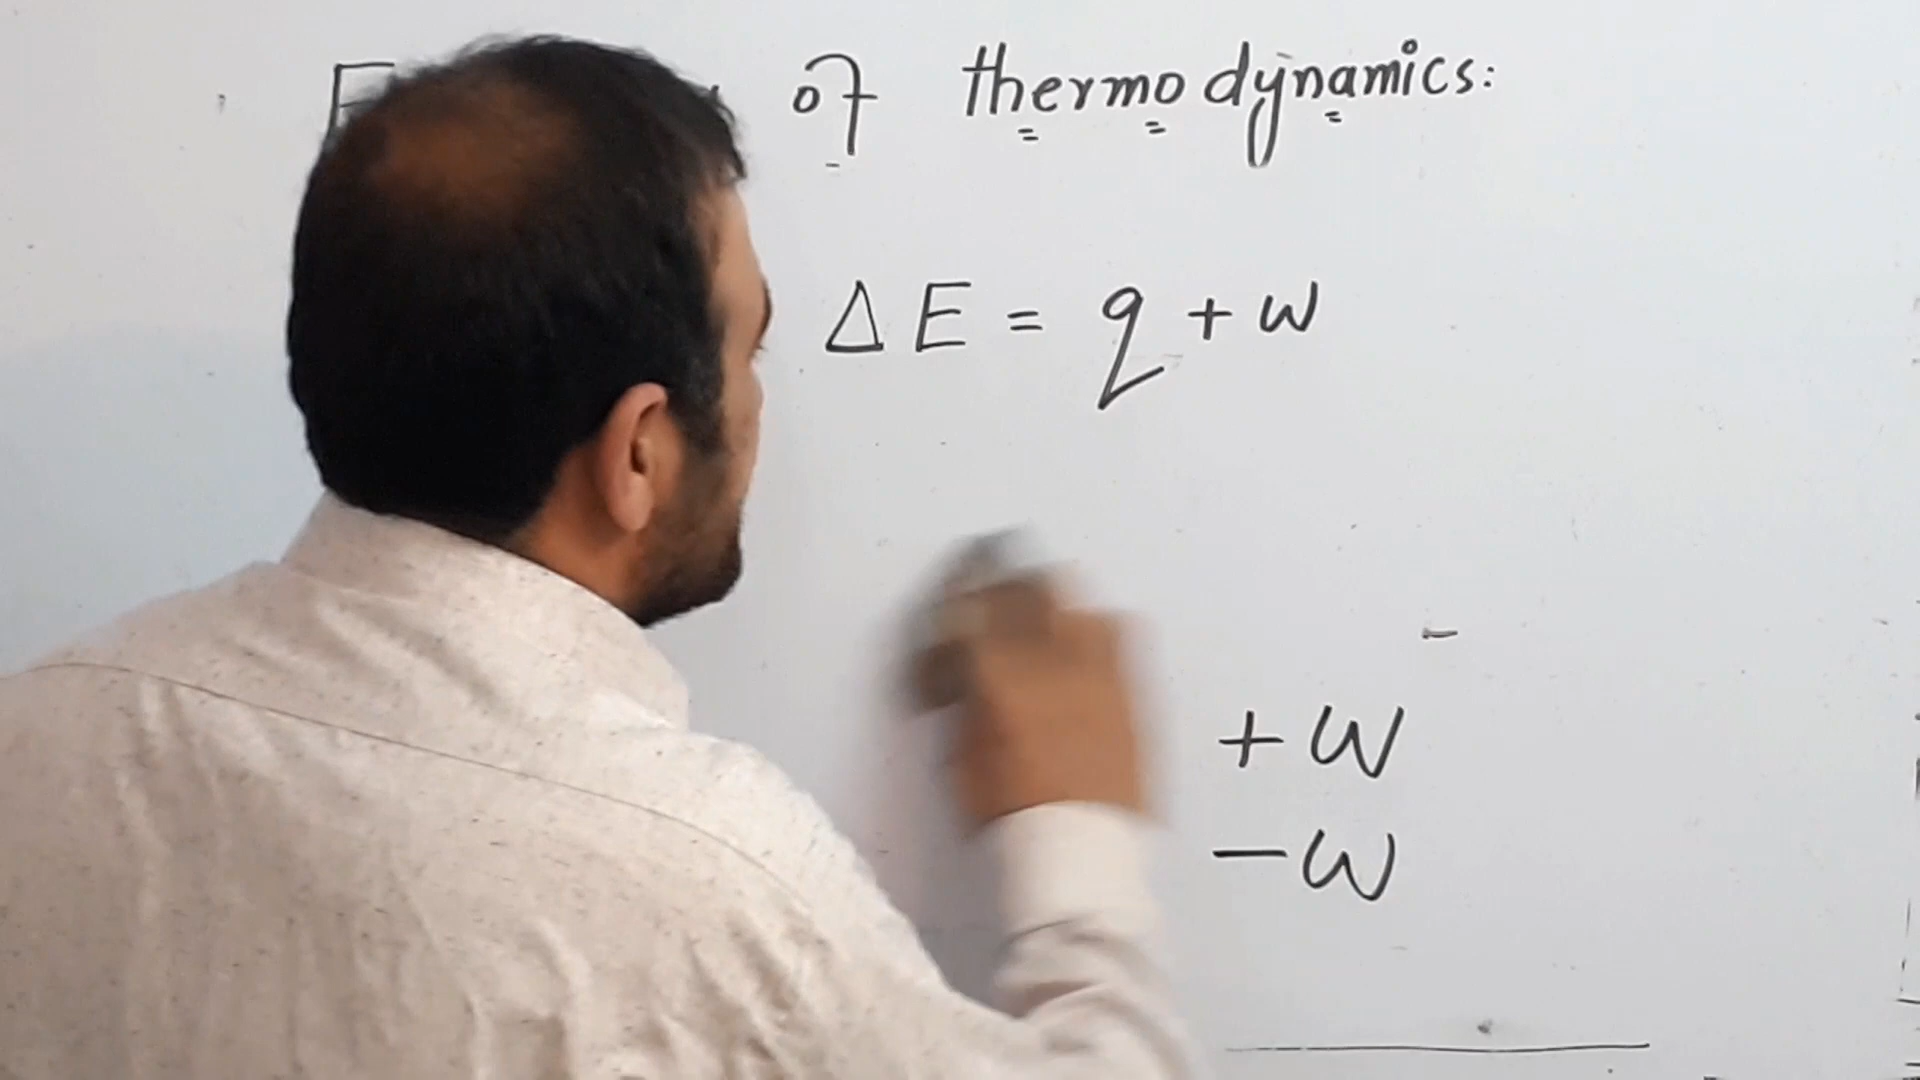 of thermodynamics:
ΔE = q + w
+ W
- W